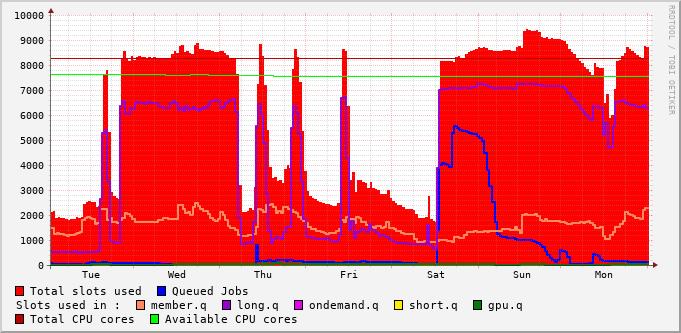 10000
9000
8000
7000
6000
5000
4000
3000
2000
1000
0
Tue Wed Thu Fri Sat Sun Mon
Total slots used Queued Jobs
Slots used in : member.q long.q ondemand.q short.q gpu.q
Total CPU cores Available CPU cores
RRDTOOL / TOBI OETIKER